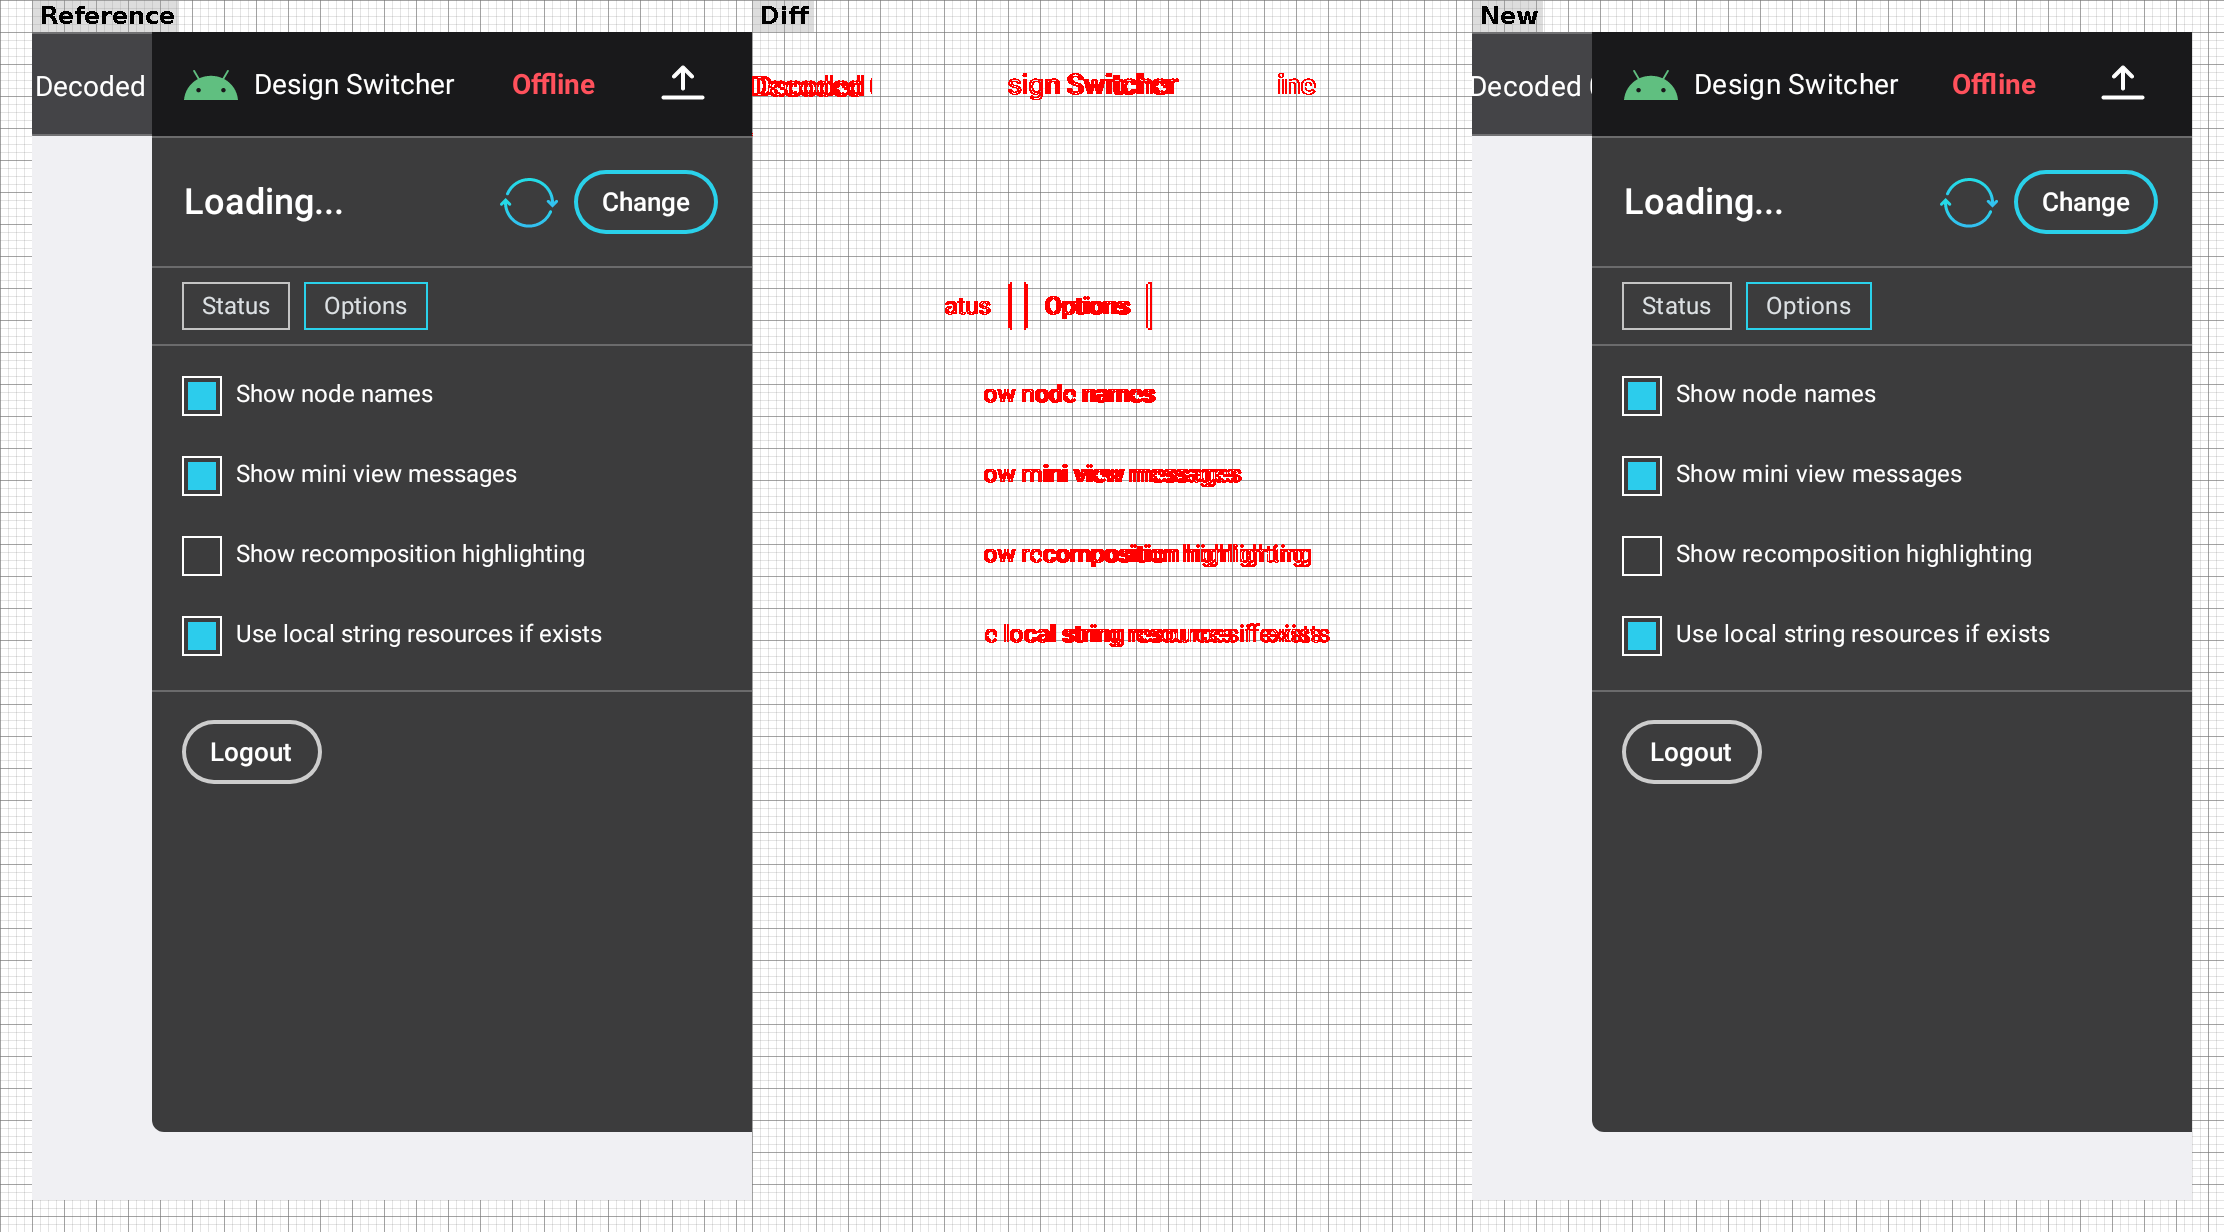 Reference
Diff
New
Decoded
Design Switcher
Offline
Decoded
sign Switcher
line
Decoded
Design Switcher
Offline
Loading...
Change
Loading...
Change
Status
Options
atus
Options
Status
Options
Show node names
ow node names
Show node names
Show mini view messages
ow mini view messages
Show mini view messages
Show recomposition highlighting
ow recomposition highlighting
Show recomposition highlighting
Use local string resources if exists
e local string resources if exists
Use local string resources if exists
Logout
Logout